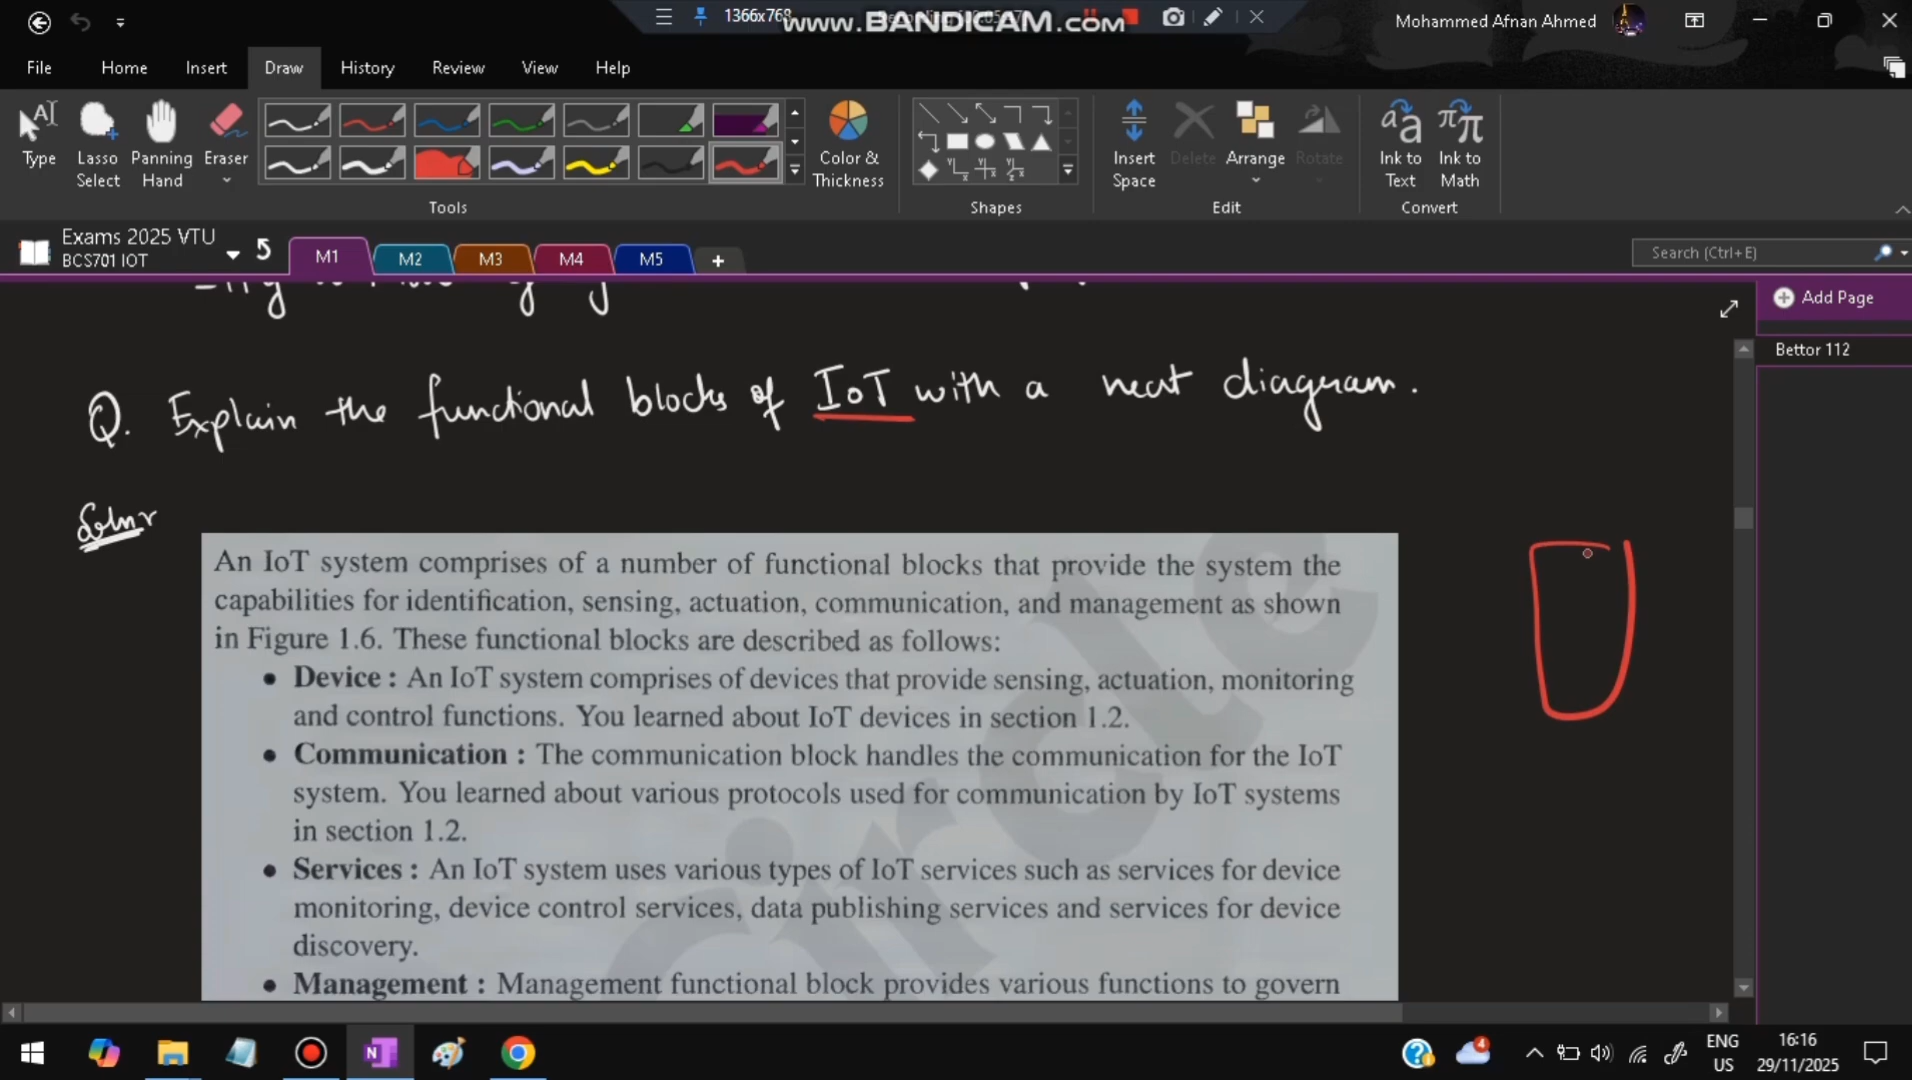 1366x768
www.BANDICAM.com
Mohammed Afnan Ahmed
File Home Insert Draw History Review View Help
Type
Lasso Select
Panning Hand
Eraser
Color & Thickness
Insert Space
Delete
Arrange
Rotate
Ink to Text
Ink to Math
Tools
Shapes
Edit
Convert
Exams 2025 VTU
BCS701 IOT
M1 M2 M3 M4 M5 +
Search (Ctrl+E)
Add Page
Bettor 112
Q. Explain the functional blocks of IoT with a neat diagram.
Soln
An IoT system comprises of a number of functional blocks that provide the system the
capabilities for identification, sensing, actuation, communication, and management as shown
in Figure 1.6. These functional blocks are described as follows:
• Device : An IoT system comprises of devices that provide sensing, actuation, monitoring
and control functions. You learned about IoT devices in section 1.2.
• Communication : The communication block handles the communication for the IoT
system. You learned about various protocols used for communication by IoT systems
in section 1.2.
• Services : An IoT system uses various types of IoT services such as services for device
monitoring, device control services, data publishing services and services for device
discovery.
• Management : Management functional block provides various functions to govern
Circle
4
ENG
US
16:16
29/11/2025